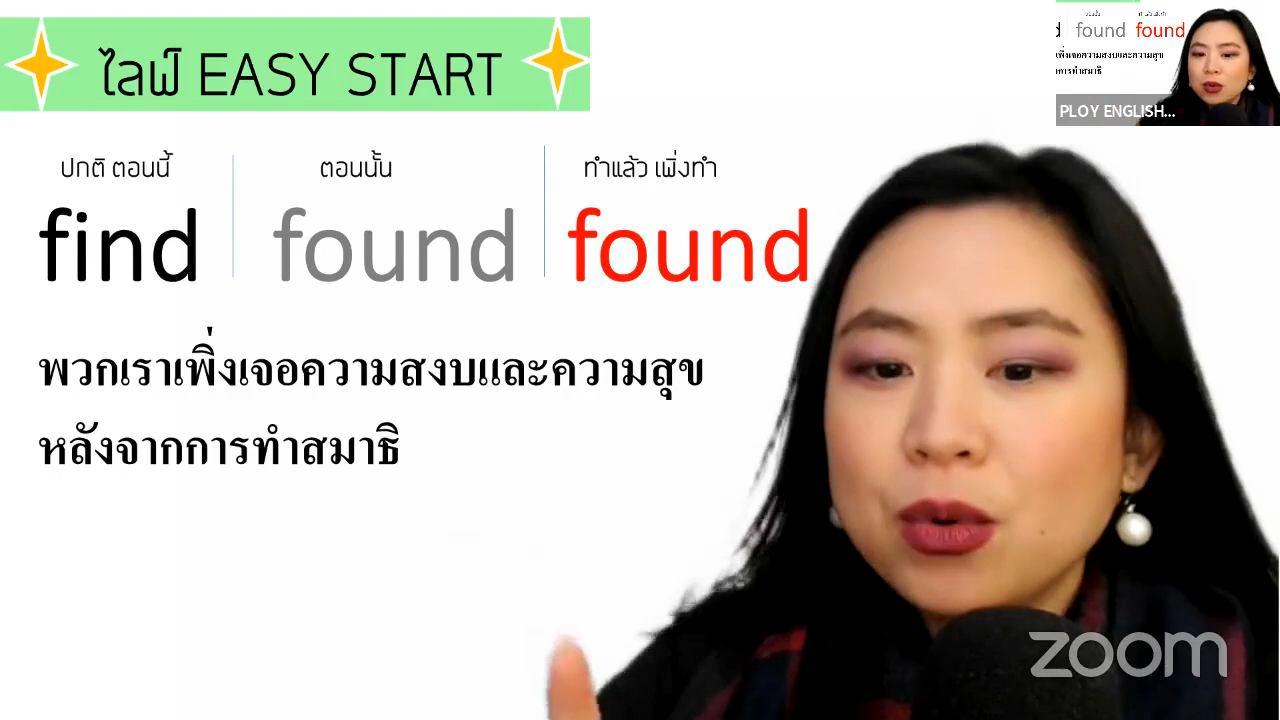 ไลฟ์ EASY START
ปกติ ตอนนี้
ตอนนั้น
ทำแล้ว เพิ่งทำ
find
found
found
พวกเราเพิ่งเจอความสงบและความสุข
หลังจากการทำสมาธิ
found found
PLOY ENGLISH...
zoom